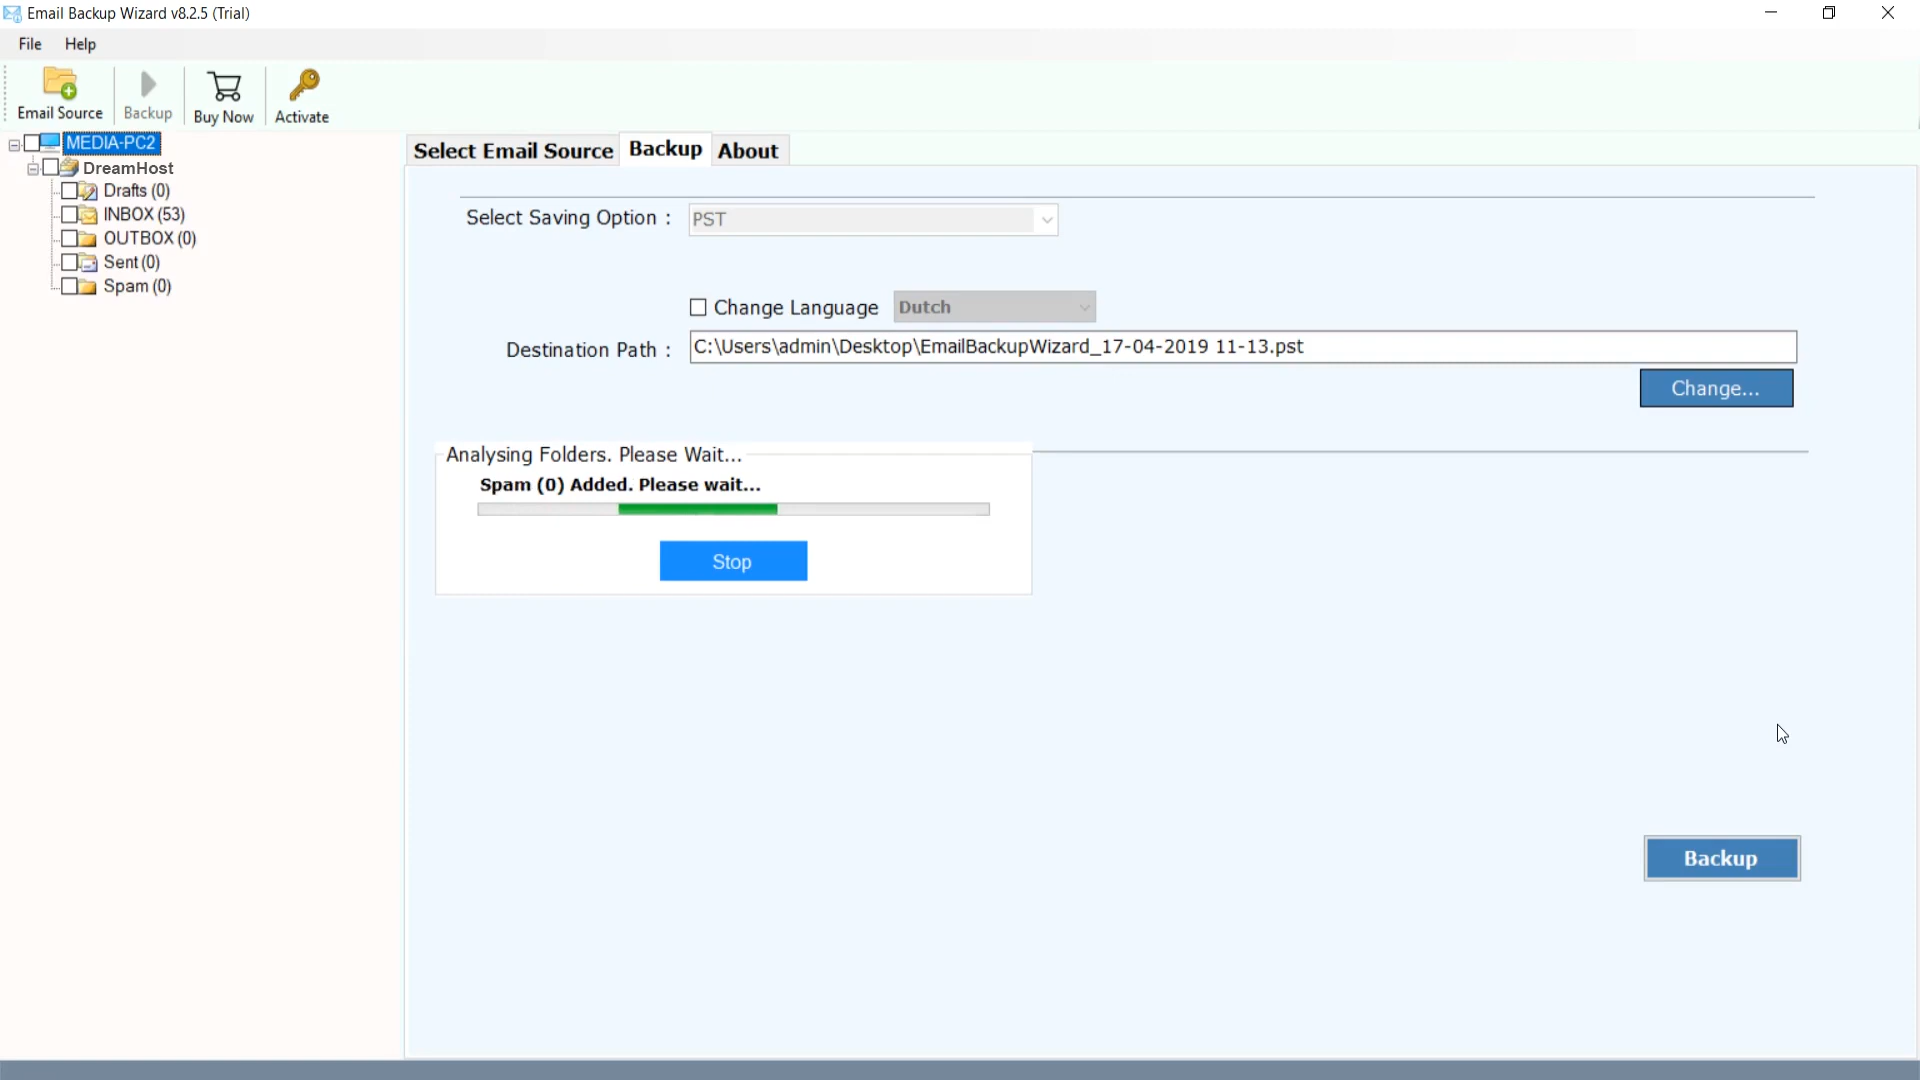 Email Backup Wizard v8.2.5 (Trial)
File Help
Email Source Backup Buy Now Activate
MEDIA-PC2
DreamHost
Drafts (0)
INBOX (53)
OUTBOX (0)
Sent (0)
Spam (0)
Select Email Source Backup About
Select Saving Option : PST
Change Language Dutch
Destination Path : C:\Users\admin\Desktop\EmailBackupWizard_17-04-2019 11-13.pst
Change...
Analysing Folders. Please Wait...
Spam (0) Added. Please wait...
Stop
Backup